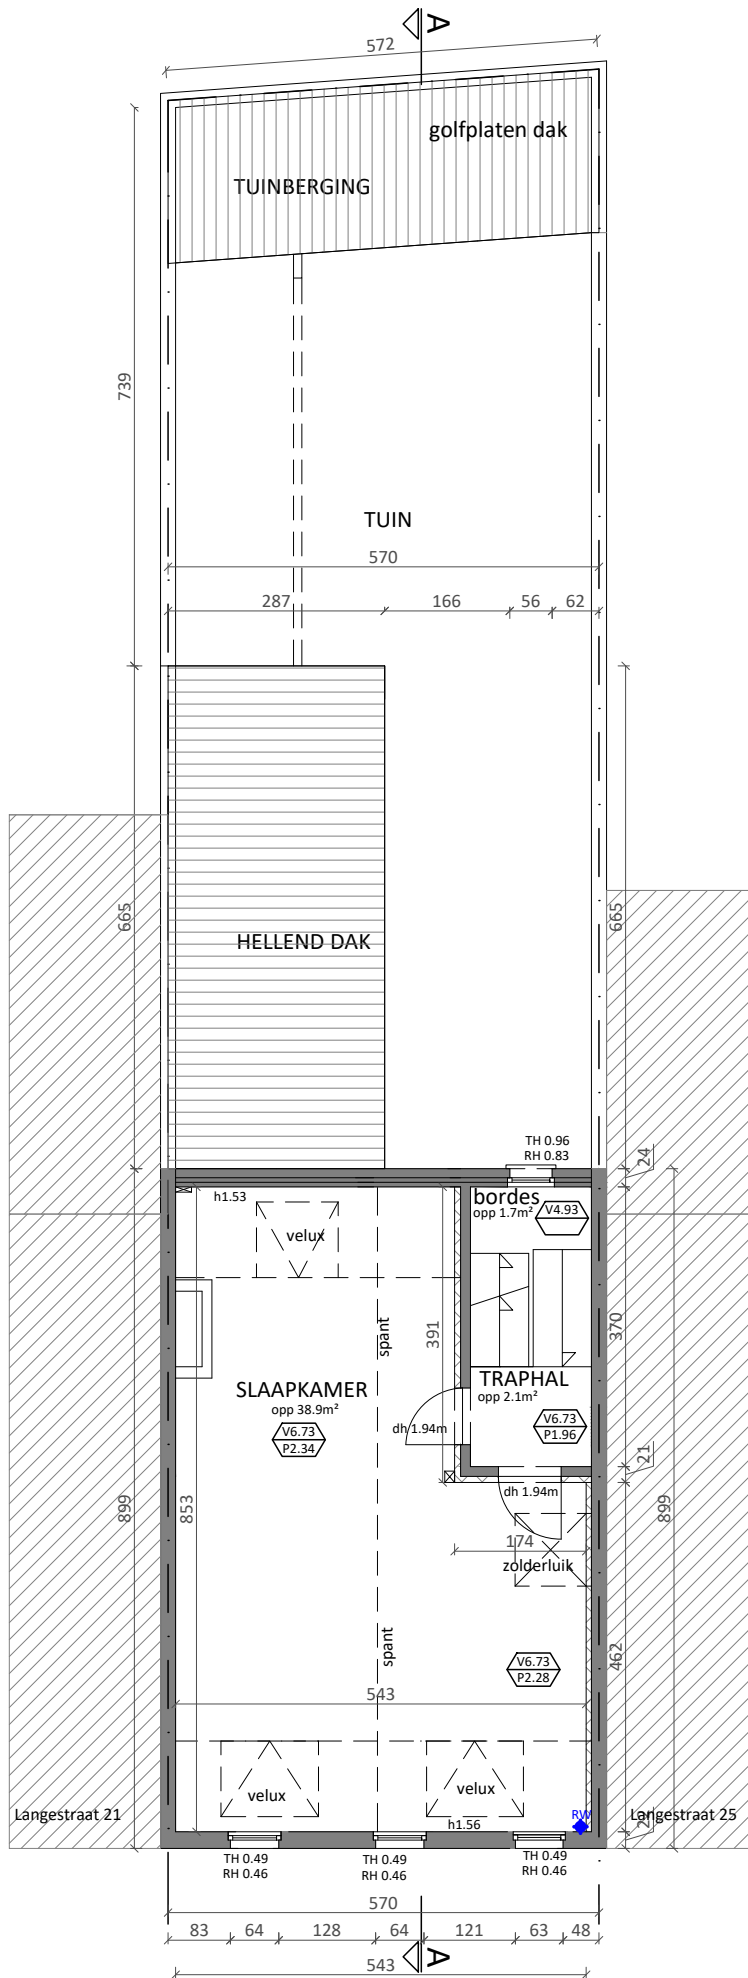 A
572
golfplaten dak
TUINBERGING
739
TUIN
570
287 166 56 62
665
665
HELLEND DAK
TH 0.96
RH 0.83
24
h1.53
bordes
opp 1.7m²
V4.93
velux
391
spant
370
SLAAPKAMER
opp 38.9m²
V6.73
P2.34
TRAPHAL
opp 2.1m²
V6.73
P1.96
dh 1.94m
21
dh 1.94m
899
853
899
174
zolderluik
spant
462
V6.73
P2.28
543
velux
velux
Langestraat 21
h1.56
RW
Langestraat 25
TH 0.49
RH 0.46
TH 0.49
RH 0.46
TH 0.49
RH 0.46
570
83 64 128 64 121 63 48
A
543